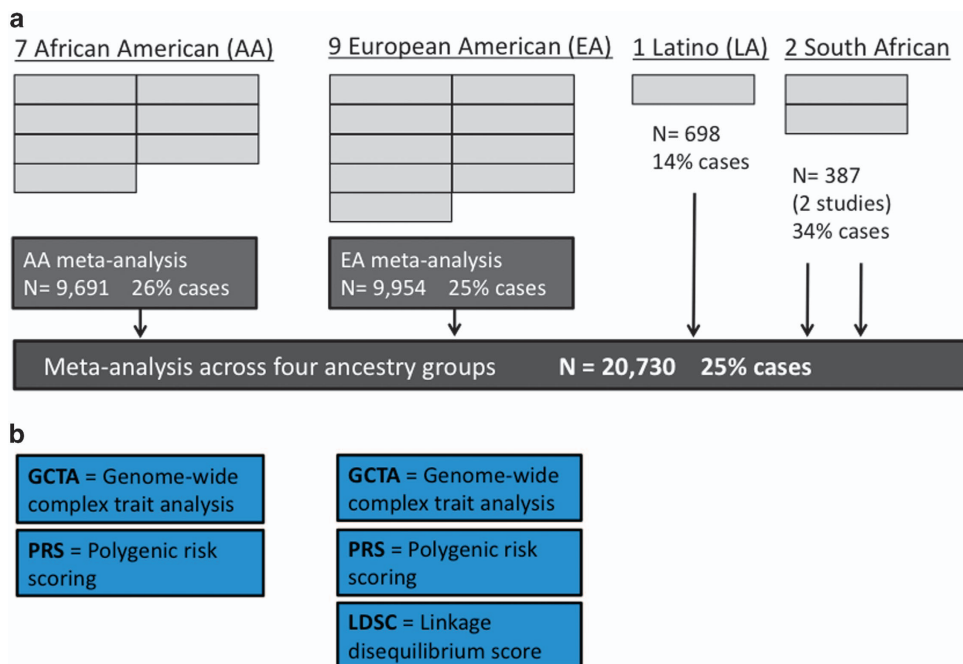 a
7 African American (AA)
9 European American (EA)
1 Latino (LA)
2 South African
N= 698
14% cases
N= 387
(2 studies)
34% cases
AA meta-analysis
N= 9,691 26% cases
EA meta-analysis
N= 9,954 25% cases
Meta-analysis across four ancestry groups N = 20,730 25% cases
b
GCTA = Genome-wide
complex trait analysis
PRS = Polygenic risk
scoring
GCTA = Genome-wide
complex trait analysis
PRS = Polygenic risk
scoring
LDSC = Linkage
disequilibrium score